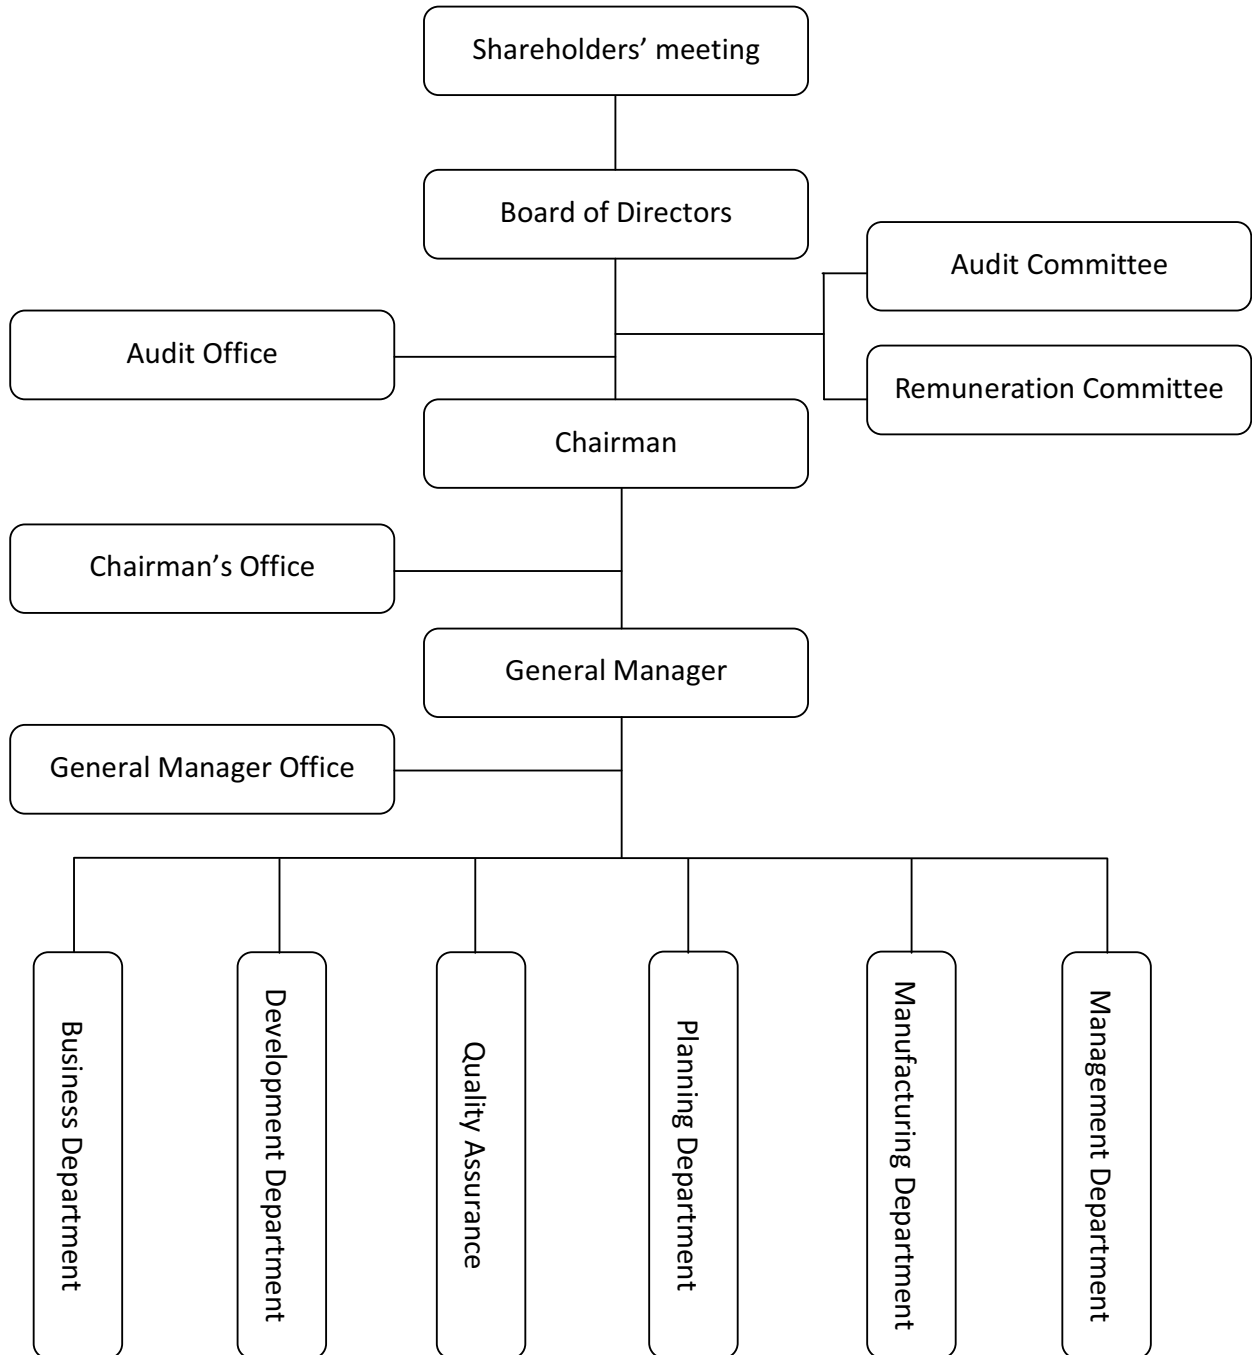 Shareholders’ meeting
Board of Directors
Audit Committee
Audit Office
Remuneration Committee
Chairman
Chairman’s Office
General Manager
General Manager Office
Business Department
Development Department
Quality Assurance
Planning Department
Manufacturing Department
Management Department